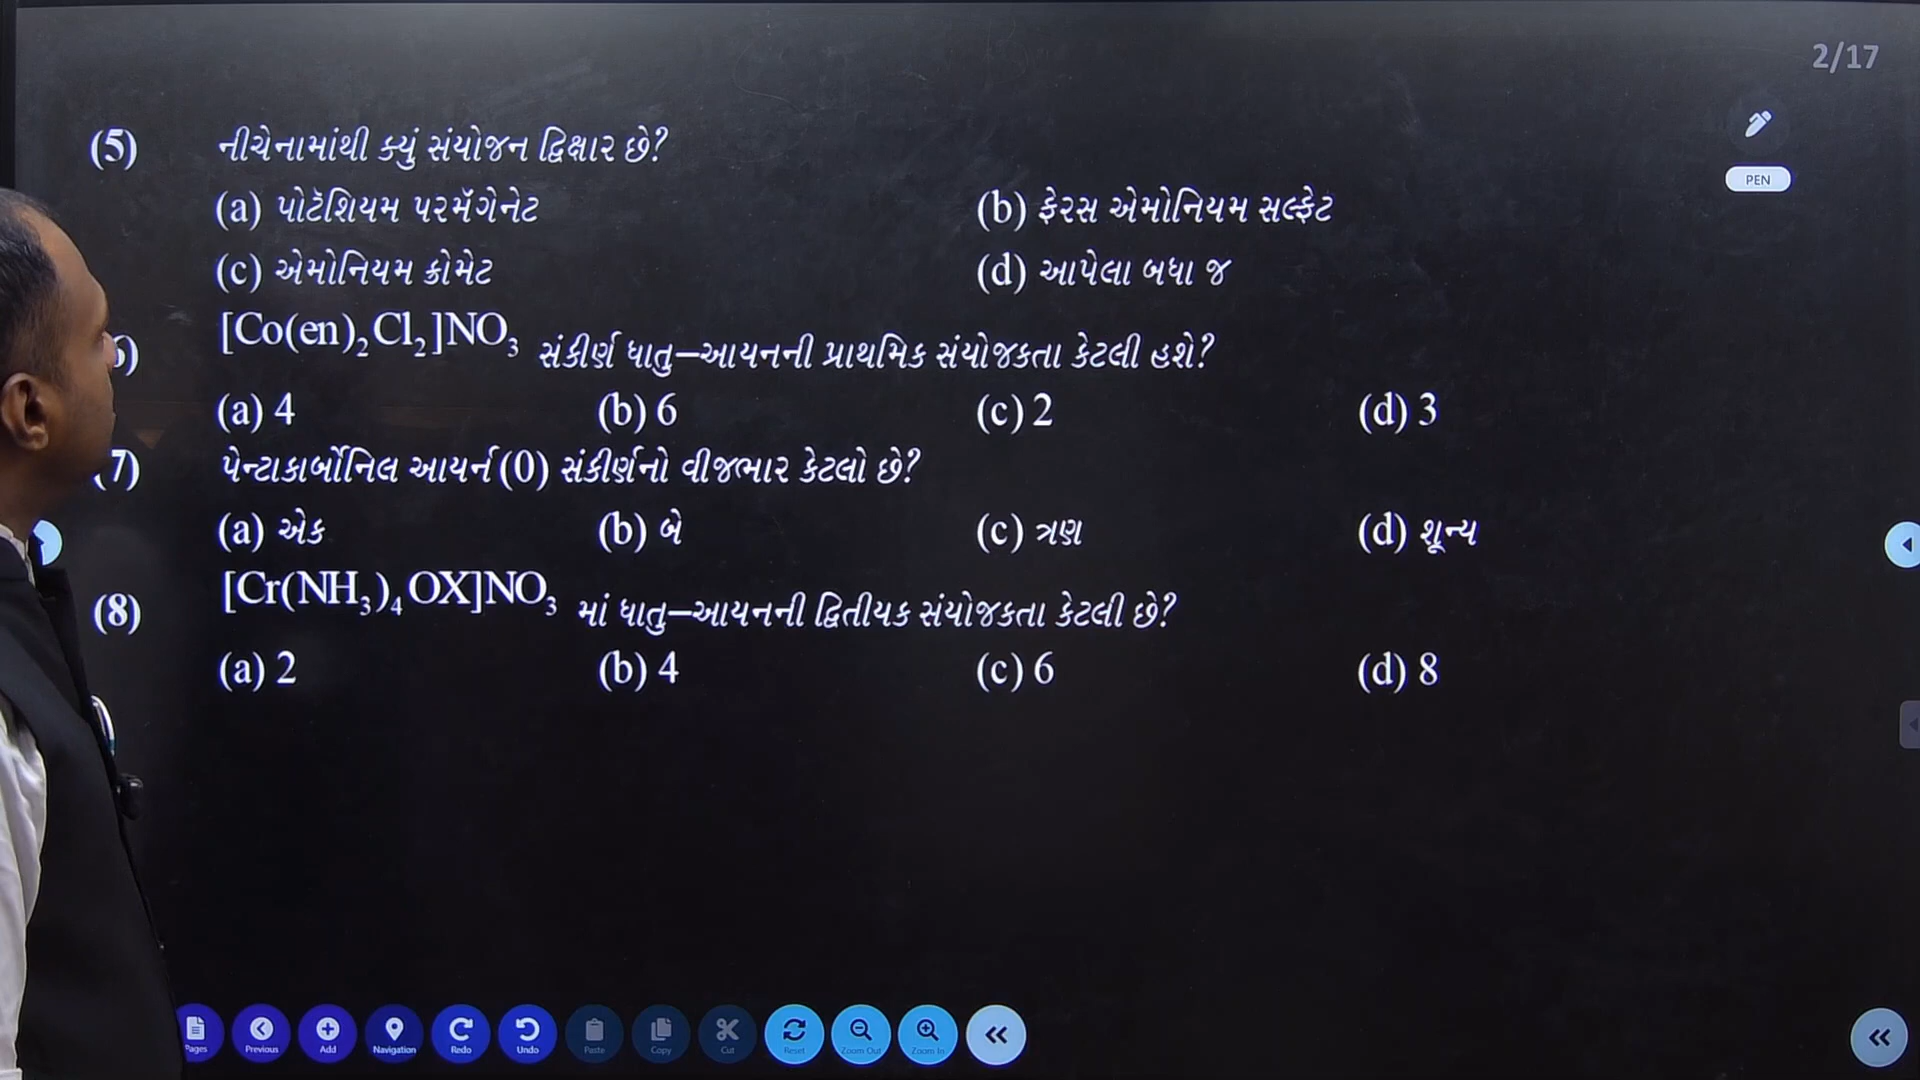 2/17
(5) નીચેનામાંથી ક્યું સંયોજન દ્વિક્ષાર છે?
PEN
(a) પોટૅશિયમ પરમૅંગેનેટ (b) ફેરસ એમોનિયમ સલ્ફેટ
(c) એમોનિયમ ક્રોમેટ (d) આપેલા બધા જ
6) [Co(en)₂Cl₂]NO₃ સંકીર્ણ ધાતુ–આયનની પ્રાથમિક સંયોજકતા કેટલી હશે?
(a) 4 (b) 6 (c) 2 (d) 3
(7) પેન્ટાકાર્બોનિલ આયર્ન (0) સંકીર્ણનો વીજભાર કેટલો છે?
(a) એક (b) બે (c) ત્રણ (d) શૂન્ય
(8) [Cr(NH₃)₄ OX]NO₃ માં ધાતુ–આયનની દ્વિતીયક સંયોજકતા કેટલી છે?
(a) 2 (b) 4 (c) 6 (d) 8
Pages Previous Add Navigation Redo Undo Paste Copy Cut Reset Zoom Out Zoom In